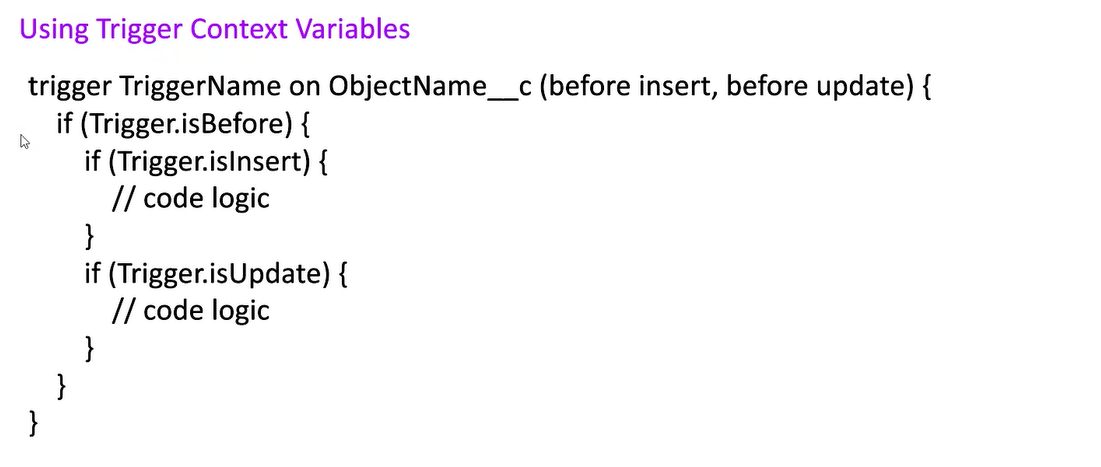 Using Trigger Context Variables
trigger TriggerName on ObjectName__c (before insert, before update) {
if (Trigger.isBefore) {
if (Trigger.isInsert) {
// code logic
}
if (Trigger.isUpdate) {
// code logic
}
}
}